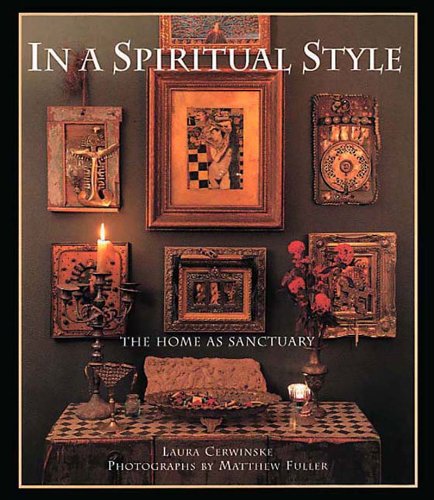 IN A SPIRITUAL STYLE
THE HOME AS SANCTUARY
LAURA CERWINSKE
PHOTOGRAPHS BY MATTHEW FULLER